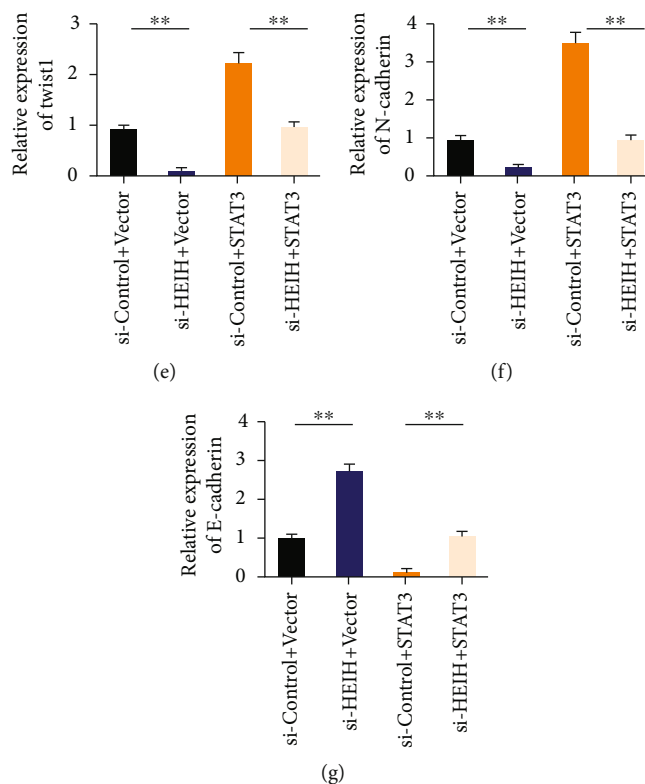 Relative expression
of twist1
3
2
1
0
**
**
si-Control+Vector
si-HEIH+Vector
si-Control+STAT3
si-HEIH+STAT3
(e)
Relative expression
of N-cadherin
4
3
2
1
0
**
**
si-Control+Vector
si-HEIH+Vector
si-Control+STAT3
si-HEIH+STAT3
(f)
Relative expression
of E-cadherin
4
3
2
1
0
**
**
si-Control+Vector
si-HEIH+Vector
si-Control+STAT3
si-HEIH+STAT3
(g)